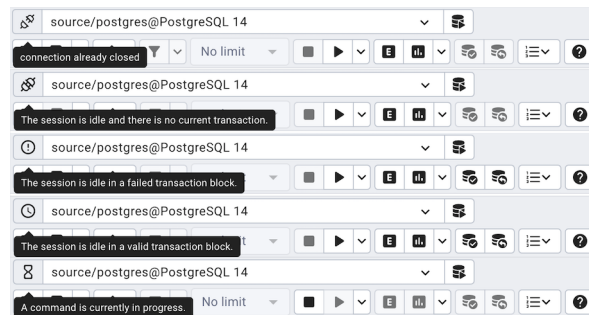 source/postgres@PostgreSQL 14
No limit
E
connection already closed
source/postgres@PostgreSQL 14
E
The session is idle and there is no current transaction.
source/postgres@PostgreSQL 14
E
The session is idle in a failed transaction block.
source/postgres@PostgreSQL 14
E
The session is idle in a valid transaction block.
source/postgres@PostgreSQL 14
No limit
E
A command is currently in progress.